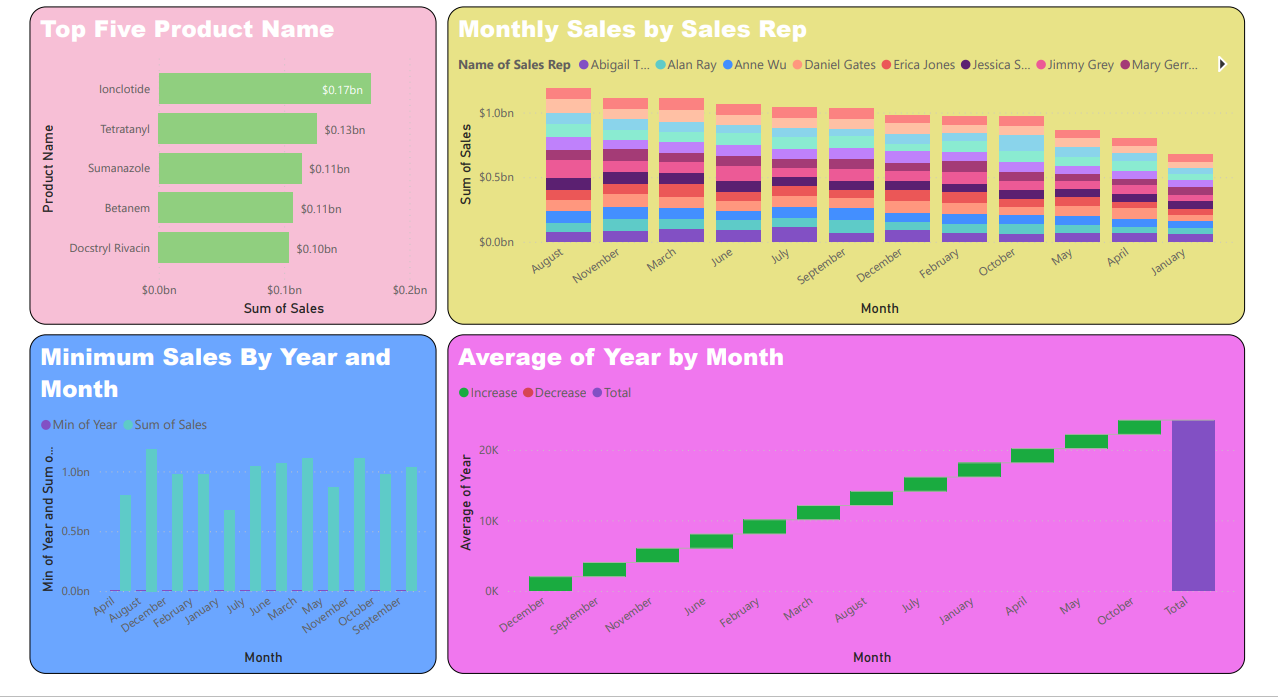 Top Five Product Name
Product Name
Ionclotide
$0.17bn
Tetratanyl
$0.13bn
Sumanazole
$0.11bn
Betanem
$0.11bn
Docstryl Rivacin
$0.10bn
$0.0bn $0.1bn $0.2bn
Sum of Sales
Monthly Sales by Sales Rep
Name of Sales Rep Abigail T... Alan Ray Anne Wu Daniel Gates Erica Jones Jessica S... Jimmy Grey Mary Gerr...
Sum of Sales
$1.0bn
$0.5bn
$0.0bn
August November March June July September December February October May April January
Month
Minimum Sales By Year and
Month
Min of Year Sum of Sales
Min of Year and Sum o...
1.0bn
0.5bn
0.0bn
April August December February January July June March May November October September
Month
Average of Year by Month
Increase Decrease Total
Average of Year
20K
10K
0K
December September November June February March August July January April May October Total
Month